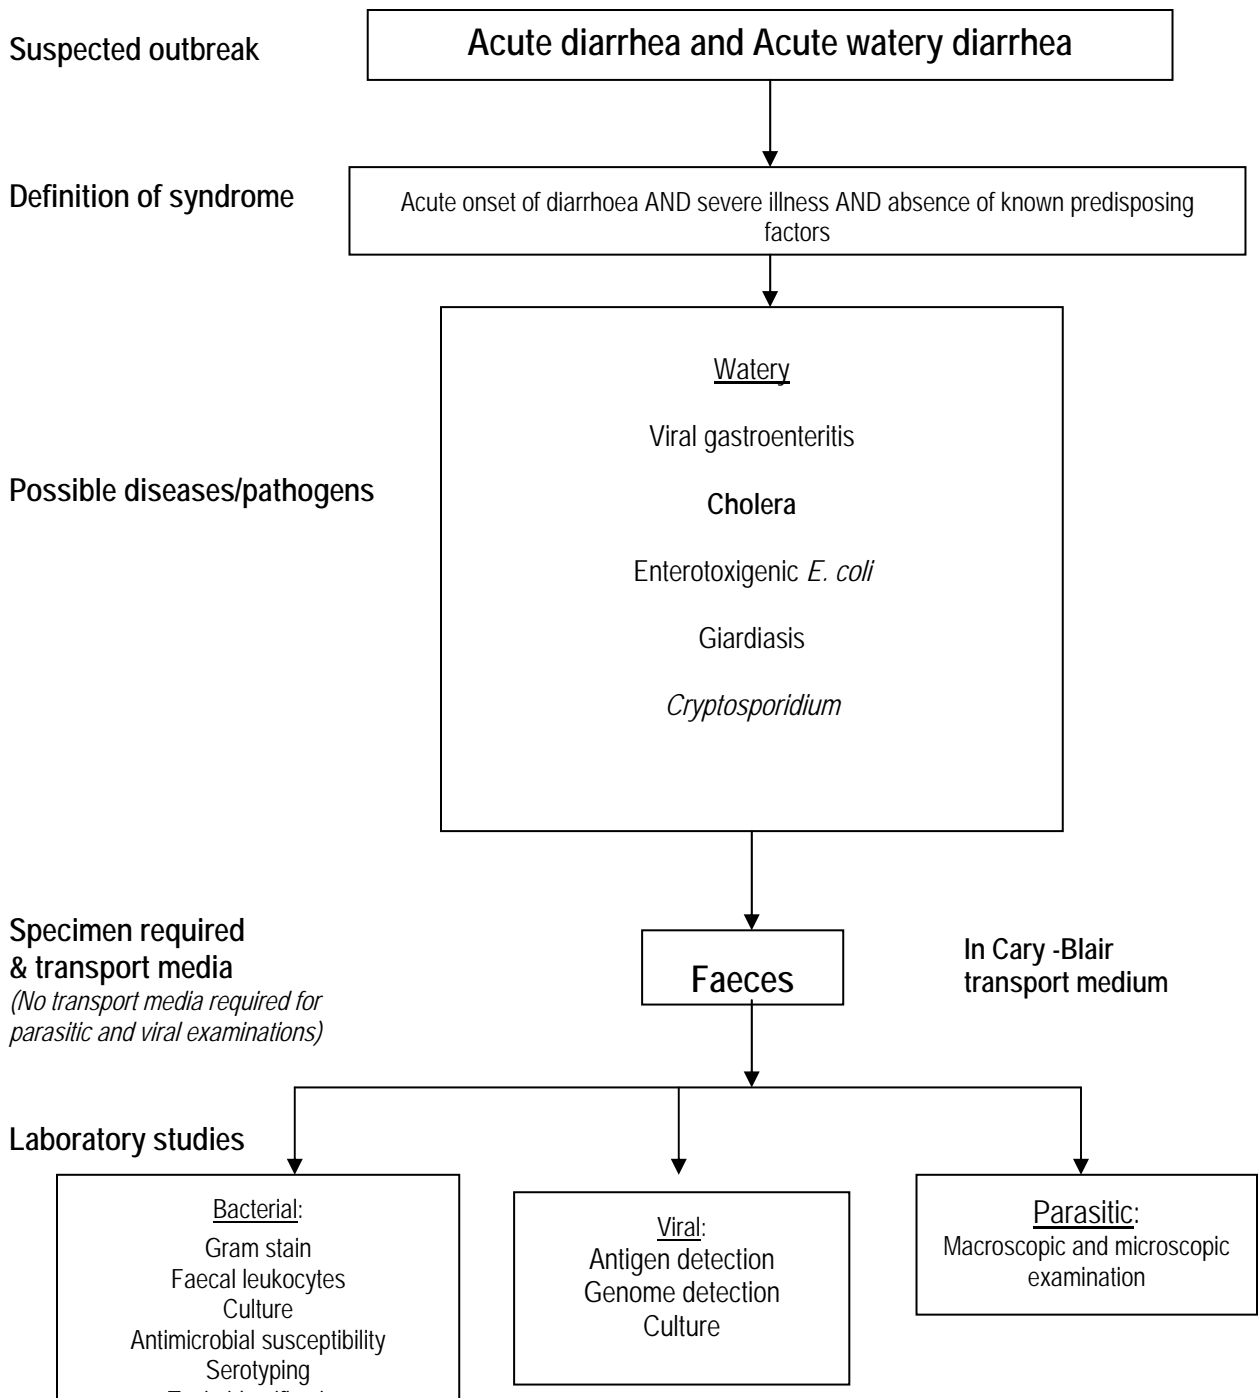 Suspected outbreak
Acute diarrhea and Acute watery diarrhea
Definition of syndrome
Acute onset of diarrhoea AND severe illness AND absence of known predisposing
factors
Possible diseases/pathogens
Watery
Viral gastroenteritis
Cholera
Enterotoxigenic E. coli
Giardiasis
Cryptosporidium
Specimen required
& transport media
(No transport media required for
parasitic and viral examinations)
Faeces
In Cary -Blair
transport medium
Laboratory studies
Bacterial:
Gram stain
Faecal leukocytes
Culture
Antimicrobial susceptibility
Serotyping
Viral:
Antigen detection
Genome detection
Culture
Parasitic:
Macroscopic and microscopic
examination